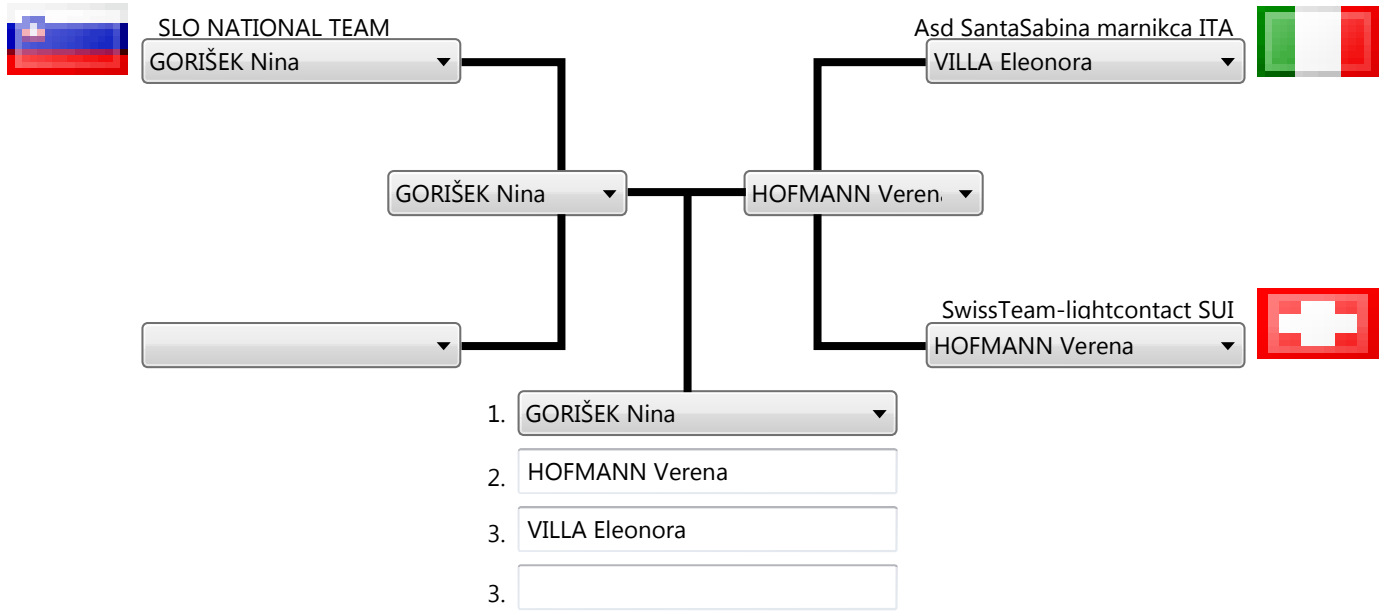 SLO NATIONAL TEAM
GORIŠEK Nina
Asd SantaSabina marnikca ITA
VILLA Eleonora
GORIŠEK Nina
HOFMANN Veren
SwissTeam-lightcontact SUI
HOFMANN Verena
1. GORIŠEK Nina
2. HOFMANN Verena
3. VILLA Eleonora
3.